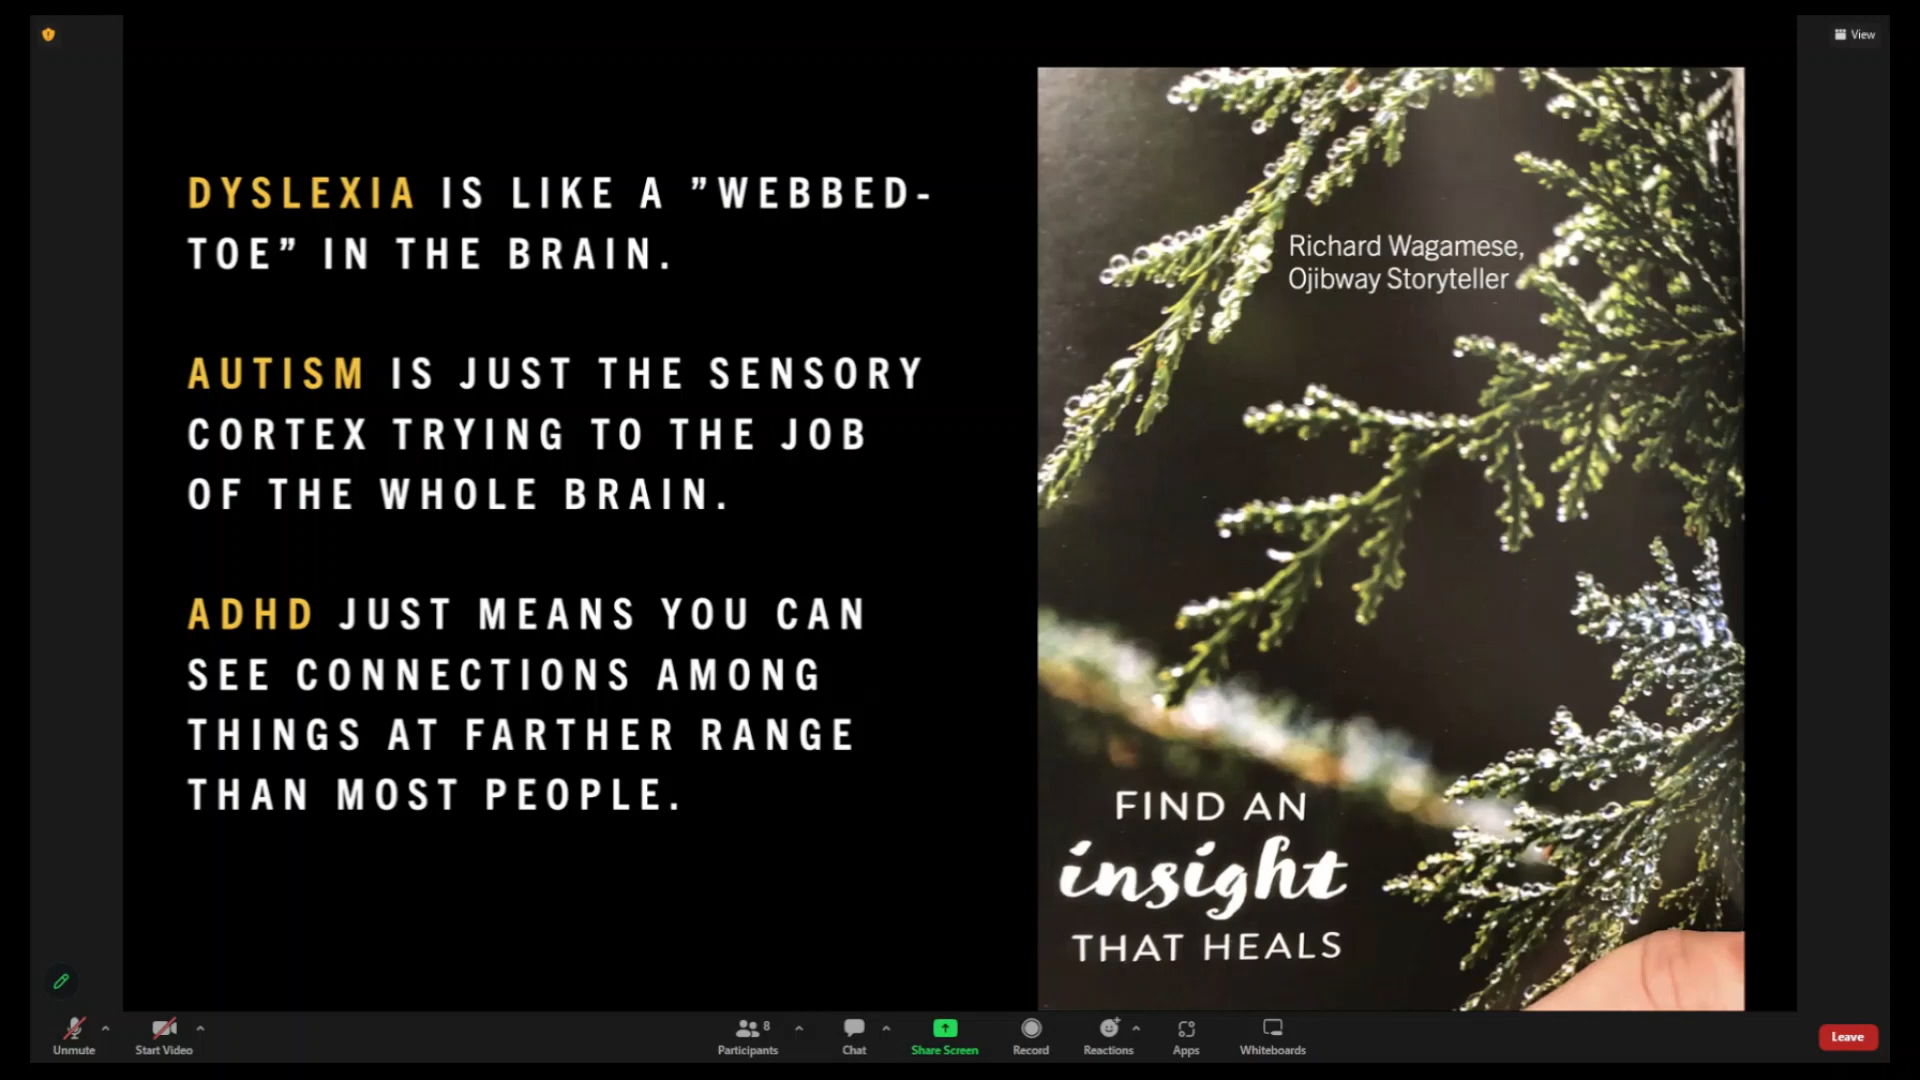 View
DYSLEXIA IS LIKE A ”WEBBED-
TOE” IN THE BRAIN.
AUTISM IS JUST THE SENSORY
CORTEX TRYING TO THE JOB
OF THE WHOLE BRAIN.
ADHD JUST MEANS YOU CAN
SEE CONNECTIONS AMONG
THINGS AT FARTHER RANGE
THAN MOST PEOPLE.
Richard Wagamese,
Ojibway Storyteller
FIND AN
insight
THAT HEALS
Unmute
Start Video
8
Participants
Chat
Share Screen
Record
Reactions
Apps
Whiteboards
Leave